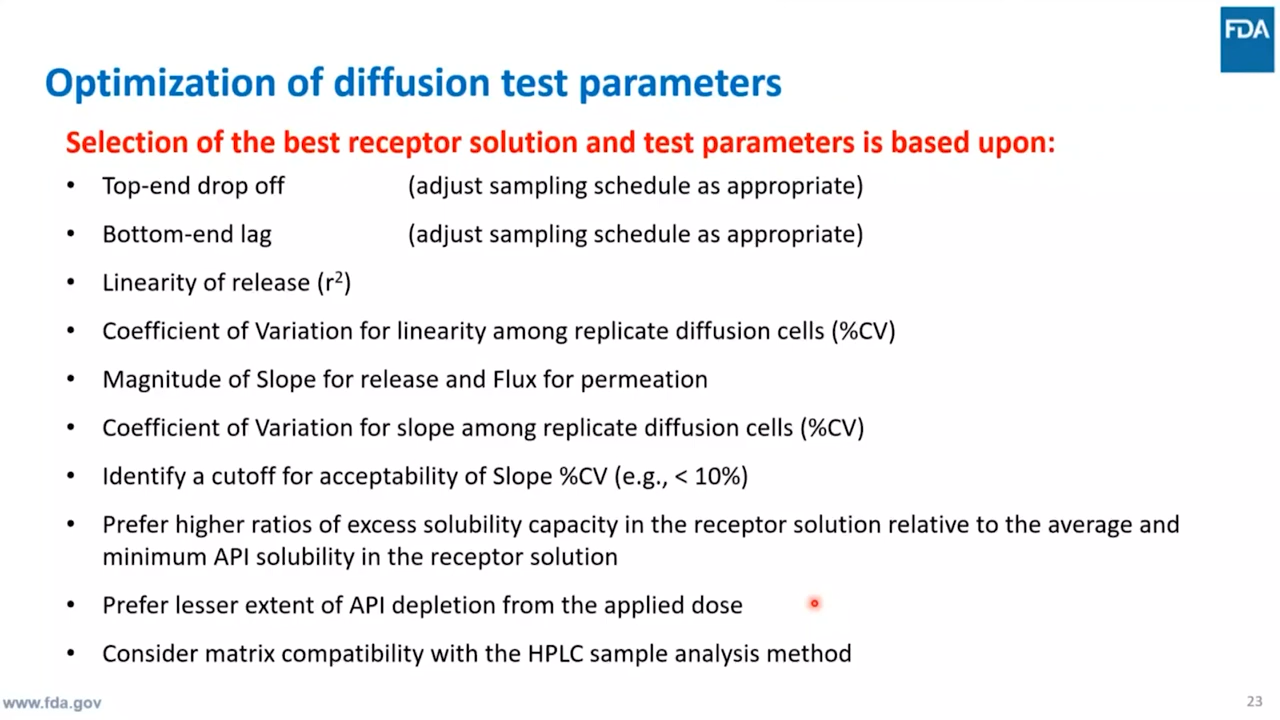 FDA
Optimization of diffusion test parameters
Selection of the best receptor solution and test parameters is based upon:
• Top-end drop off (adjust sampling schedule as appropriate)
• Bottom-end lag (adjust sampling schedule as appropriate)
• Linearity of release (r²)
• Coefficient of Variation for linearity among replicate diffusion cells (%CV)
• Magnitude of Slope for release and Flux for permeation
• Coefficient of Variation for slope among replicate diffusion cells (%CV)
• Identify a cutoff for acceptability of Slope %CV (e.g., < 10%)
• Prefer higher ratios of excess solubility capacity in the receptor solution relative to the average and
minimum API solubility in the receptor solution
• Prefer lesser extent of API depletion from the applied dose
• Consider matrix compatibility with the HPLC sample analysis method
www.fda.gov
23